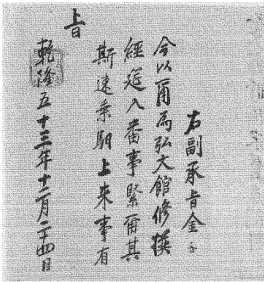 右副承旨金
今以爾為弘文館修撰
經筵入番事緊爾其
斯速乘馹上來事有
旨
乾隆五十三年十二月二十四日